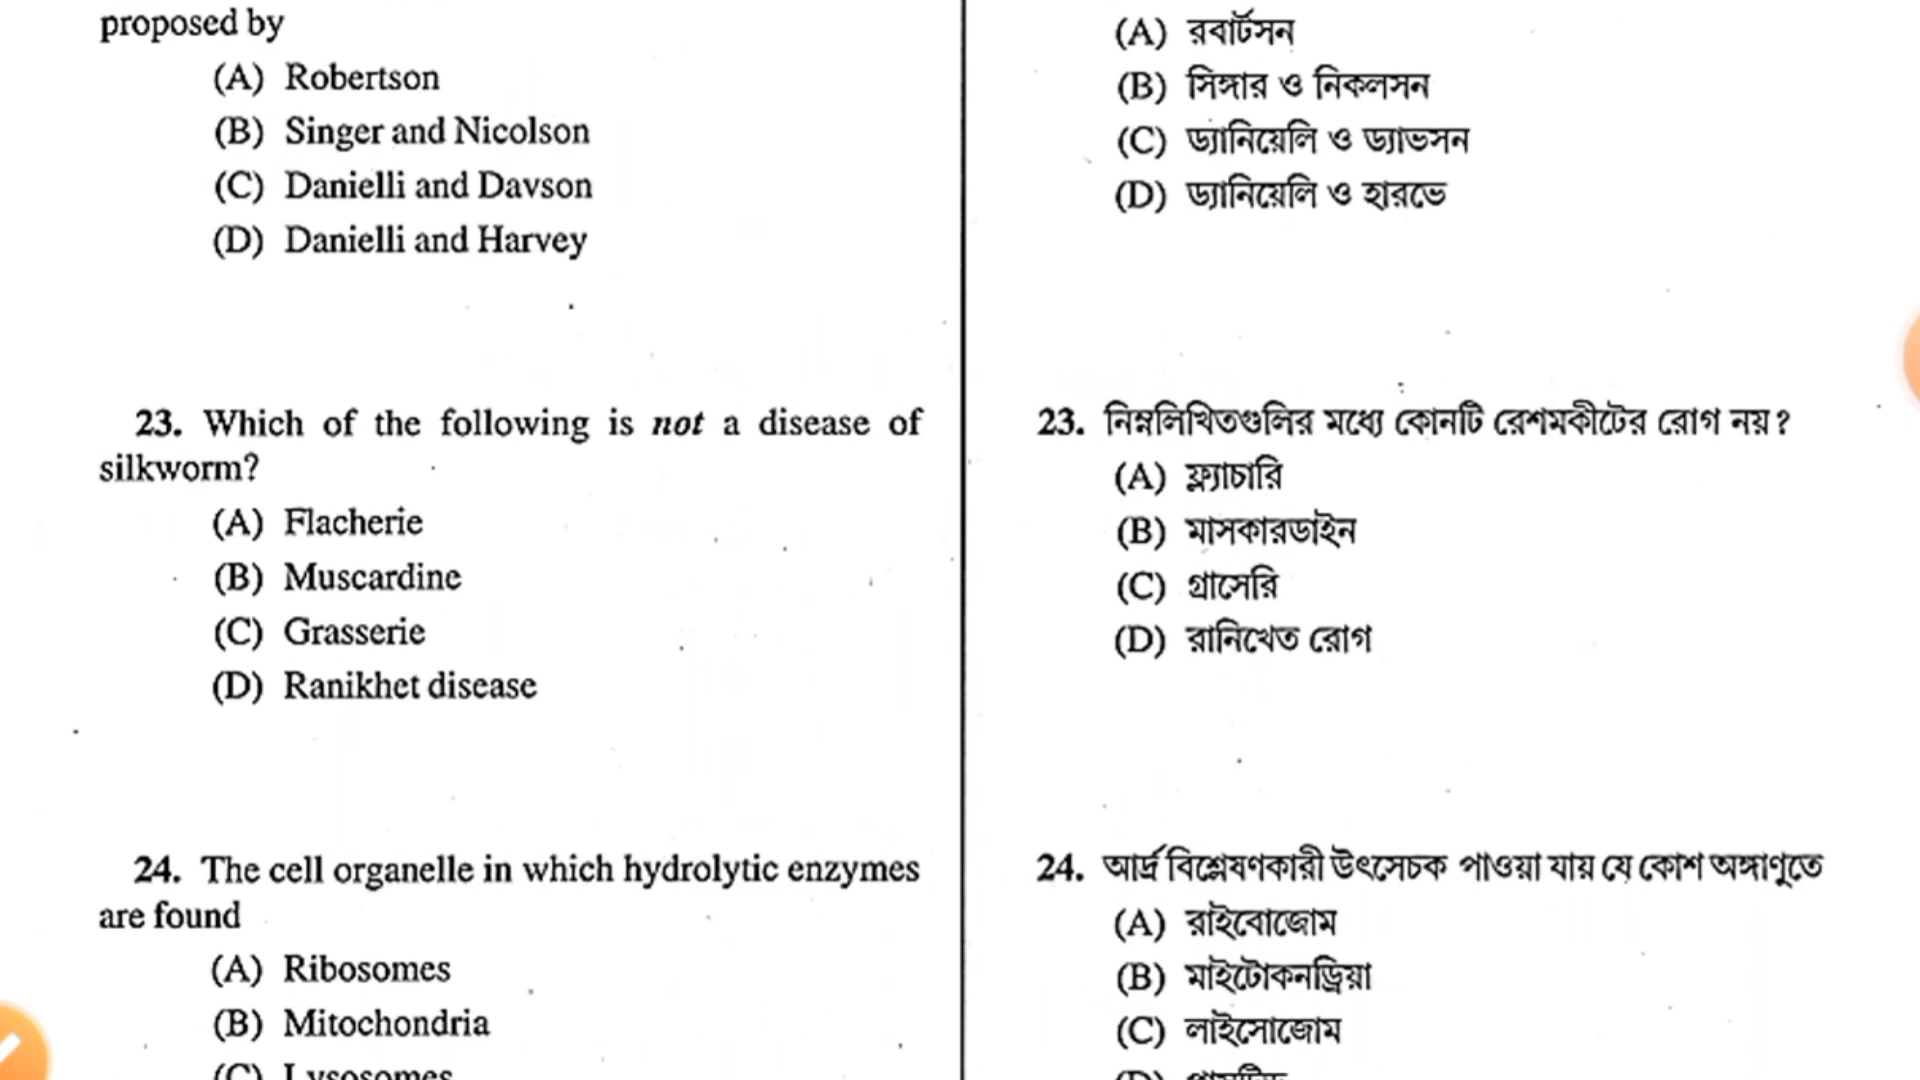 proposed by
(A) Robertson
(B) Singer and Nicolson
(C) Danielli and Davson
(D) Danielli and Harvey
23. Which of the following is not a disease of
silkworm?
(A) Flacherie
(B) Muscardine
(C) Grasserie
(D) Ranikhet disease
24. The cell organelle in which hydrolytic enzymes
are found
(A) Ribosomes
(B) Mitochondria
(C) Lysosomes
(A) রবার্টসন
(B) সিঙ্গার ও নিকলসন
(C) ড্যানিয়েলি ও ড্যাভসন
(D) ড্যানিয়েলি ও হারভে
23. নিম্নলিখিতগুলির মধ্যে কোনটি রেশমকীটের রোগ নয় ?
(A) ফ্ল্যাচারি
(B) মাসকারডাইন
(C) গ্রাসেরি
(D) রানিখেত রোগ
24. আর্দ্র বিশ্লেষণকারী উৎসেচক পাওয়া যায় যে কোশ অঙ্গাণুতে
(A) রাইবোজোম
(B) মাইটোকনড্রিয়া
(C) লাইসোজোম